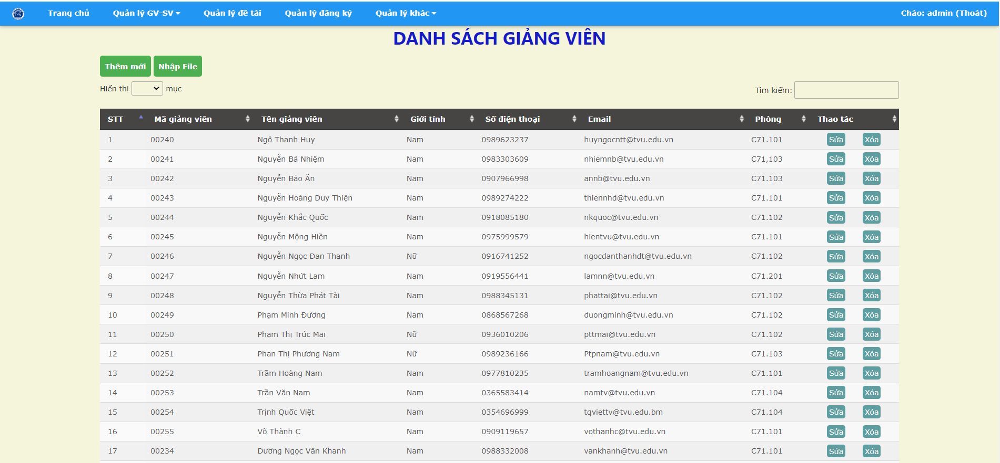 Trang chủ Quản lý GV-SV Quản lý đề tài Quản lý đăng ký Quản lý khác Chào: admin (Thoát)
DANH SÁCH GIẢNG VIÊN
Thêm mới Nhập File
Hiển thị mục Tìm kiếm:
STT Mã giảng viên Tên giảng viên Giới tính Số điện thoại Email Phòng Thao tác
1 00240 Ngô Thanh Huy Nam 0989623237 huyngocntt@tvu.edu.vn C71.101 Sửa Xóa
2 00241 Nguyễn Bá Nhiệm Nam 0983303609 nhiemnb@tvu.edu.vn C71,103 Sửa Xóa
3 00242 Nguyễn Bảo Ân Nam 0907966998 annb@tvu.edu.vn C71.103 Sửa Xóa
4 00243 Nguyễn Hoàng Duy Thiện Nam 0989274222 thiennhd@tvu.edu.vn C71.101 Sửa Xóa
5 00244 Nguyễn Khắc Quốc Nam 0918085180 nkquoc@tvu.edu.vn C71.102 Sửa Xóa
6 00245 Nguyễn Mộng Hiền Nam 0975999579 hientvu@tvu.edu.vn C71.101 Sửa Xóa
7 00246 Nguyễn Ngọc Đan Thanh Nữ 0916741252 ngocdanthanhdt@tvu.edu.vn C71.102 Sửa Xóa
8 00247 Nguyễn Nhứt Lam Nam 0919556441 lamnn@tvu.edu.vn C71.201 Sửa Xóa
9 00248 Nguyễn Thừa Phát Tài Nam 0988345131 phattai@tvu.edu.vn C71.102 Sửa Xóa
10 00249 Phạm Minh Đương Nam 0868567268 duongminh@tvu.edu.vn C71.102 Sửa Xóa
11 00250 Phạm Thị Trúc Mai Nữ 0936010206 pttmai@tvu.edu.vn C71.102 Sửa Xóa
12 00251 Phan Thị Phương Nam Nữ 0989236166 Ptpnam@tvu.edu.vn C71.103 Sửa Xóa
13 00252 Trầm Hoàng Nam Nam 0977810235 tramhoangnam@tvu.edu.vn C71.101 Sửa Xóa
14 00253 Trần Văn Nam Nam 0365583414 namtv@tvu.edu.vn C71.104 Sửa Xóa
15 00254 Trịnh Quốc Việt Nam 0354696999 tqviettv@tvu.edu.bm C71.104 Sửa Xóa
16 00255 Võ Thành C Nam 0909119657 vothanhc@tvu.edu.vn C71.101 Sửa Xóa
17 00234 Dương Ngọc Vân Khanh Nam 0988332008 vankhanh@tvu.edu.vn C71.101 Sửa Xóa